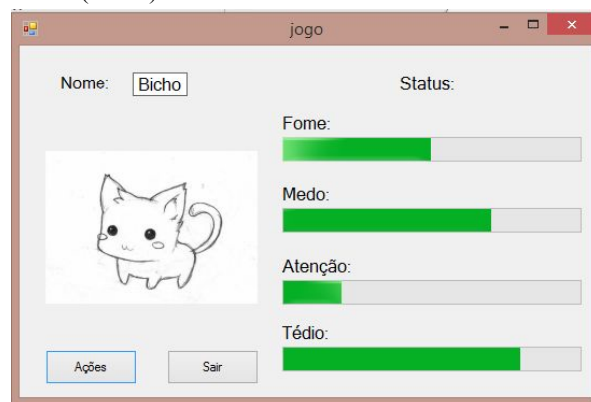 jogo
Nome: Bicho
Status:
Fome:
Medo:
Atenção:
Tédio:
Ações Sair